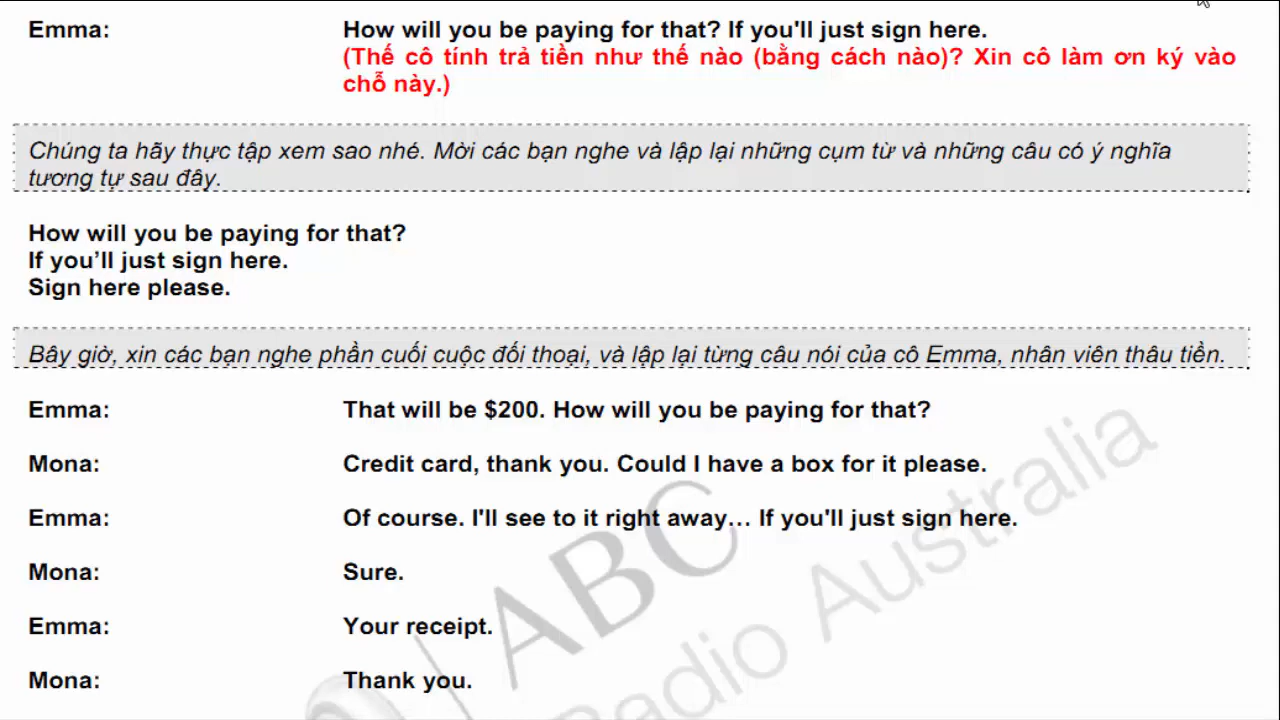 Emma: How will you be paying for that? If you'll just sign here.
(Thế cô tính trả tiền như thế nào (bằng cách nào)? Xin cô làm ơn ký vào
chỗ này.)
Chúng ta hãy thực tập xem sao nhé. Mời các bạn nghe và lập lại những cụm từ và những câu có ý nghĩa
tương tự sau đây.
How will you be paying for that?
If you’ll just sign here.
Sign here please.
Bây giờ, xin các bạn nghe phần cuối cuộc đối thoại, và lập lại từng câu nói của cô Emma, nhân viên thâu tiền.
Emma: That will be $200. How will you be paying for that?
Mona: Credit card, thank you. Could I have a box for it please.
Emma: Of course. I'll see to it right away… If you'll just sign here.
Mona: Sure.
Emma: Your receipt.
Mona: Thank you.
ABC
Radio Australia